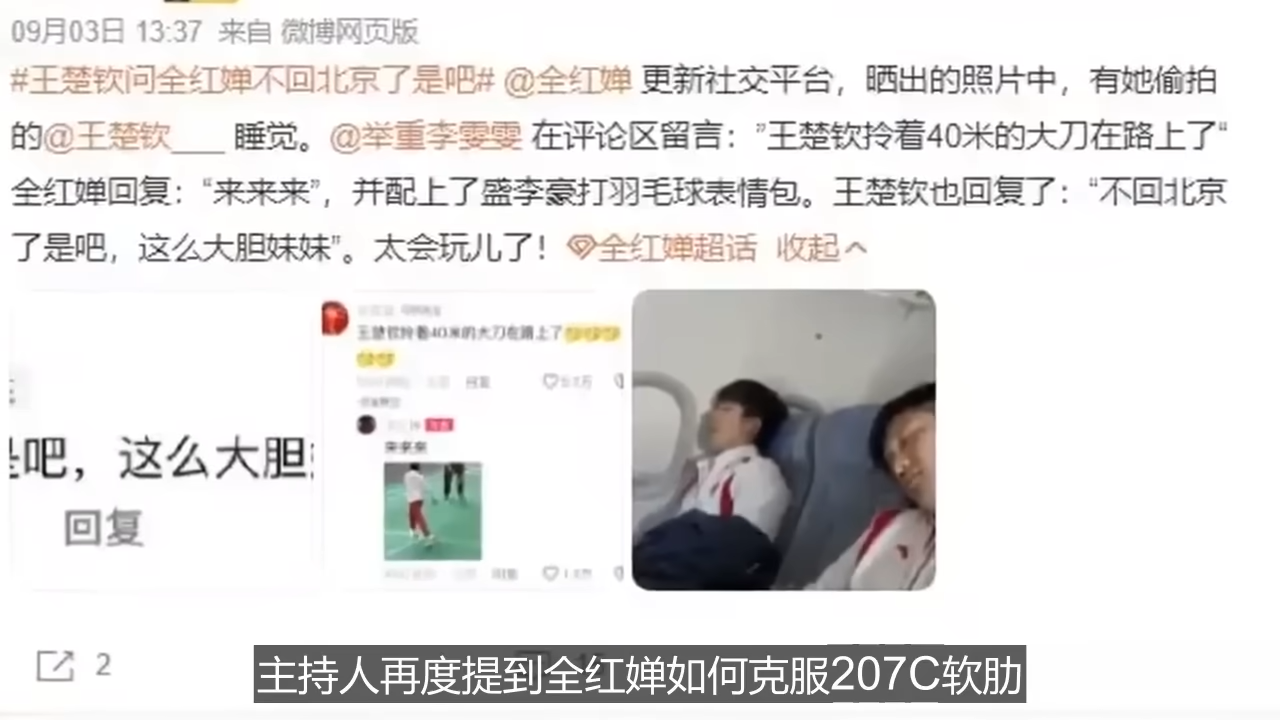 09月03日 13:37 来自 微博网页版
#王楚钦问全红婵不回北京了是吧# @全红婵 更新社交平台，晒出的照片中，有她偷拍
的@王楚钦____ 睡觉。@举重李雯雯 在评论区留言："王楚钦拎着40米的大刀在路上了“
全红婵回复：“来来来”，并配上了盛李豪打羽毛球表情包。王楚钦也回复了：“不回北京
了是吧，这么大胆妹妹”。太会玩儿了！ 全红婵超话 收起
是吧，这么大胆
回复
王楚钦拎着40米的大刀在路上了
回复
来来来
2
主持人再度提到全红婵如何克服207C软肋